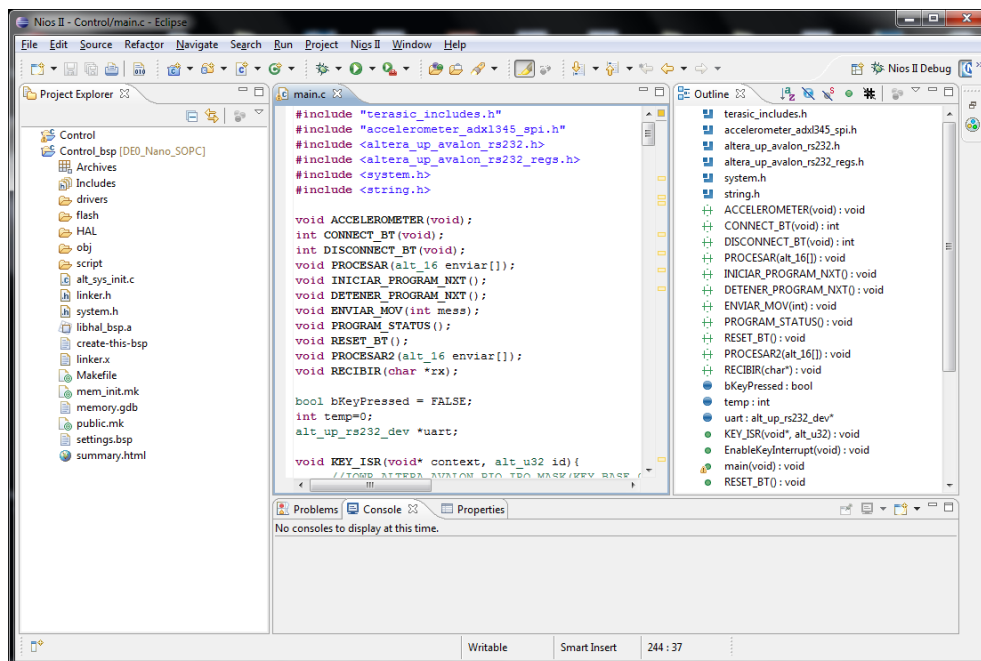 Nios II - Control/main.c - Eclipse
File Edit Source Refactor Navigate Search Run Project Nios II Window Help
Nios II Debug
Project Explorer
Control
Control_bsp [DE0_Nano_SOPC]
Archives
Includes
drivers
flash
HAL
obj
script
alt_sys_init.c
linker.h
system.h
libhal_bsp.a
create-this-bsp
linker.x
Makefile
mem_init.mk
memory.gdb
public.mk
settings.bsp
summary.html
main.c
#include "terasic_includes.h"
#include "accelerometer_adxl345_spi.h"
#include <altera_up_avalon_rs232.h>
#include <altera_up_avalon_rs232_regs.h>
#include <system.h>
#include <string.h>
void ACCELEROMETER(void);
int CONNECT_BT(void);
int DISCONNECT_BT(void);
void PROCESAR(alt_16 enviar[]);
void INICIAR_PROGRAM_NXT();
void DETENER_PROGRAM_NXT();
void ENVIAR_MOV(int mess);
void PROGRAM_STATUS();
void RESET_BT();
void PROCESAR2(alt_16 enviar[]);
void RECIBIR(char *rx);
bool bKeyPressed = FALSE;
int temp=0;
alt_up_rs232_dev *uart;
void KEY_ISR(void* context, alt_u32 id){
//IOWR_ALTERA_AVALON_PIO_IRQ_MASK(KEY_BASE
Outline
terasic_includes.h
accelerometer_adxl345_spi.h
altera_up_avalon_rs232.h
altera_up_avalon_rs232_regs.h
system.h
string.h
ACCELEROMETER(void) : void
CONNECT_BT(void) : int
DISCONNECT_BT(void) : int
PROCESAR(alt_16[]) : void
INICIAR_PROGRAM_NXT() : void
DETENER_PROGRAM_NXT() : void
ENVIAR_MOV(int) : void
PROGRAM_STATUS() : void
RESET_BT() : void
PROCESAR2(alt_16[]) : void
RECIBIR(char*) : void
bKeyPressed : bool
temp : int
uart : alt_up_rs232_dev*
KEY_ISR(void*, alt_u32) : void
EnableKeyInterrupt(void) : void
main(void) : void
RESET_BT() : void
Problems Console Properties
No consoles to display at this time.
Writable Smart Insert 244 : 37